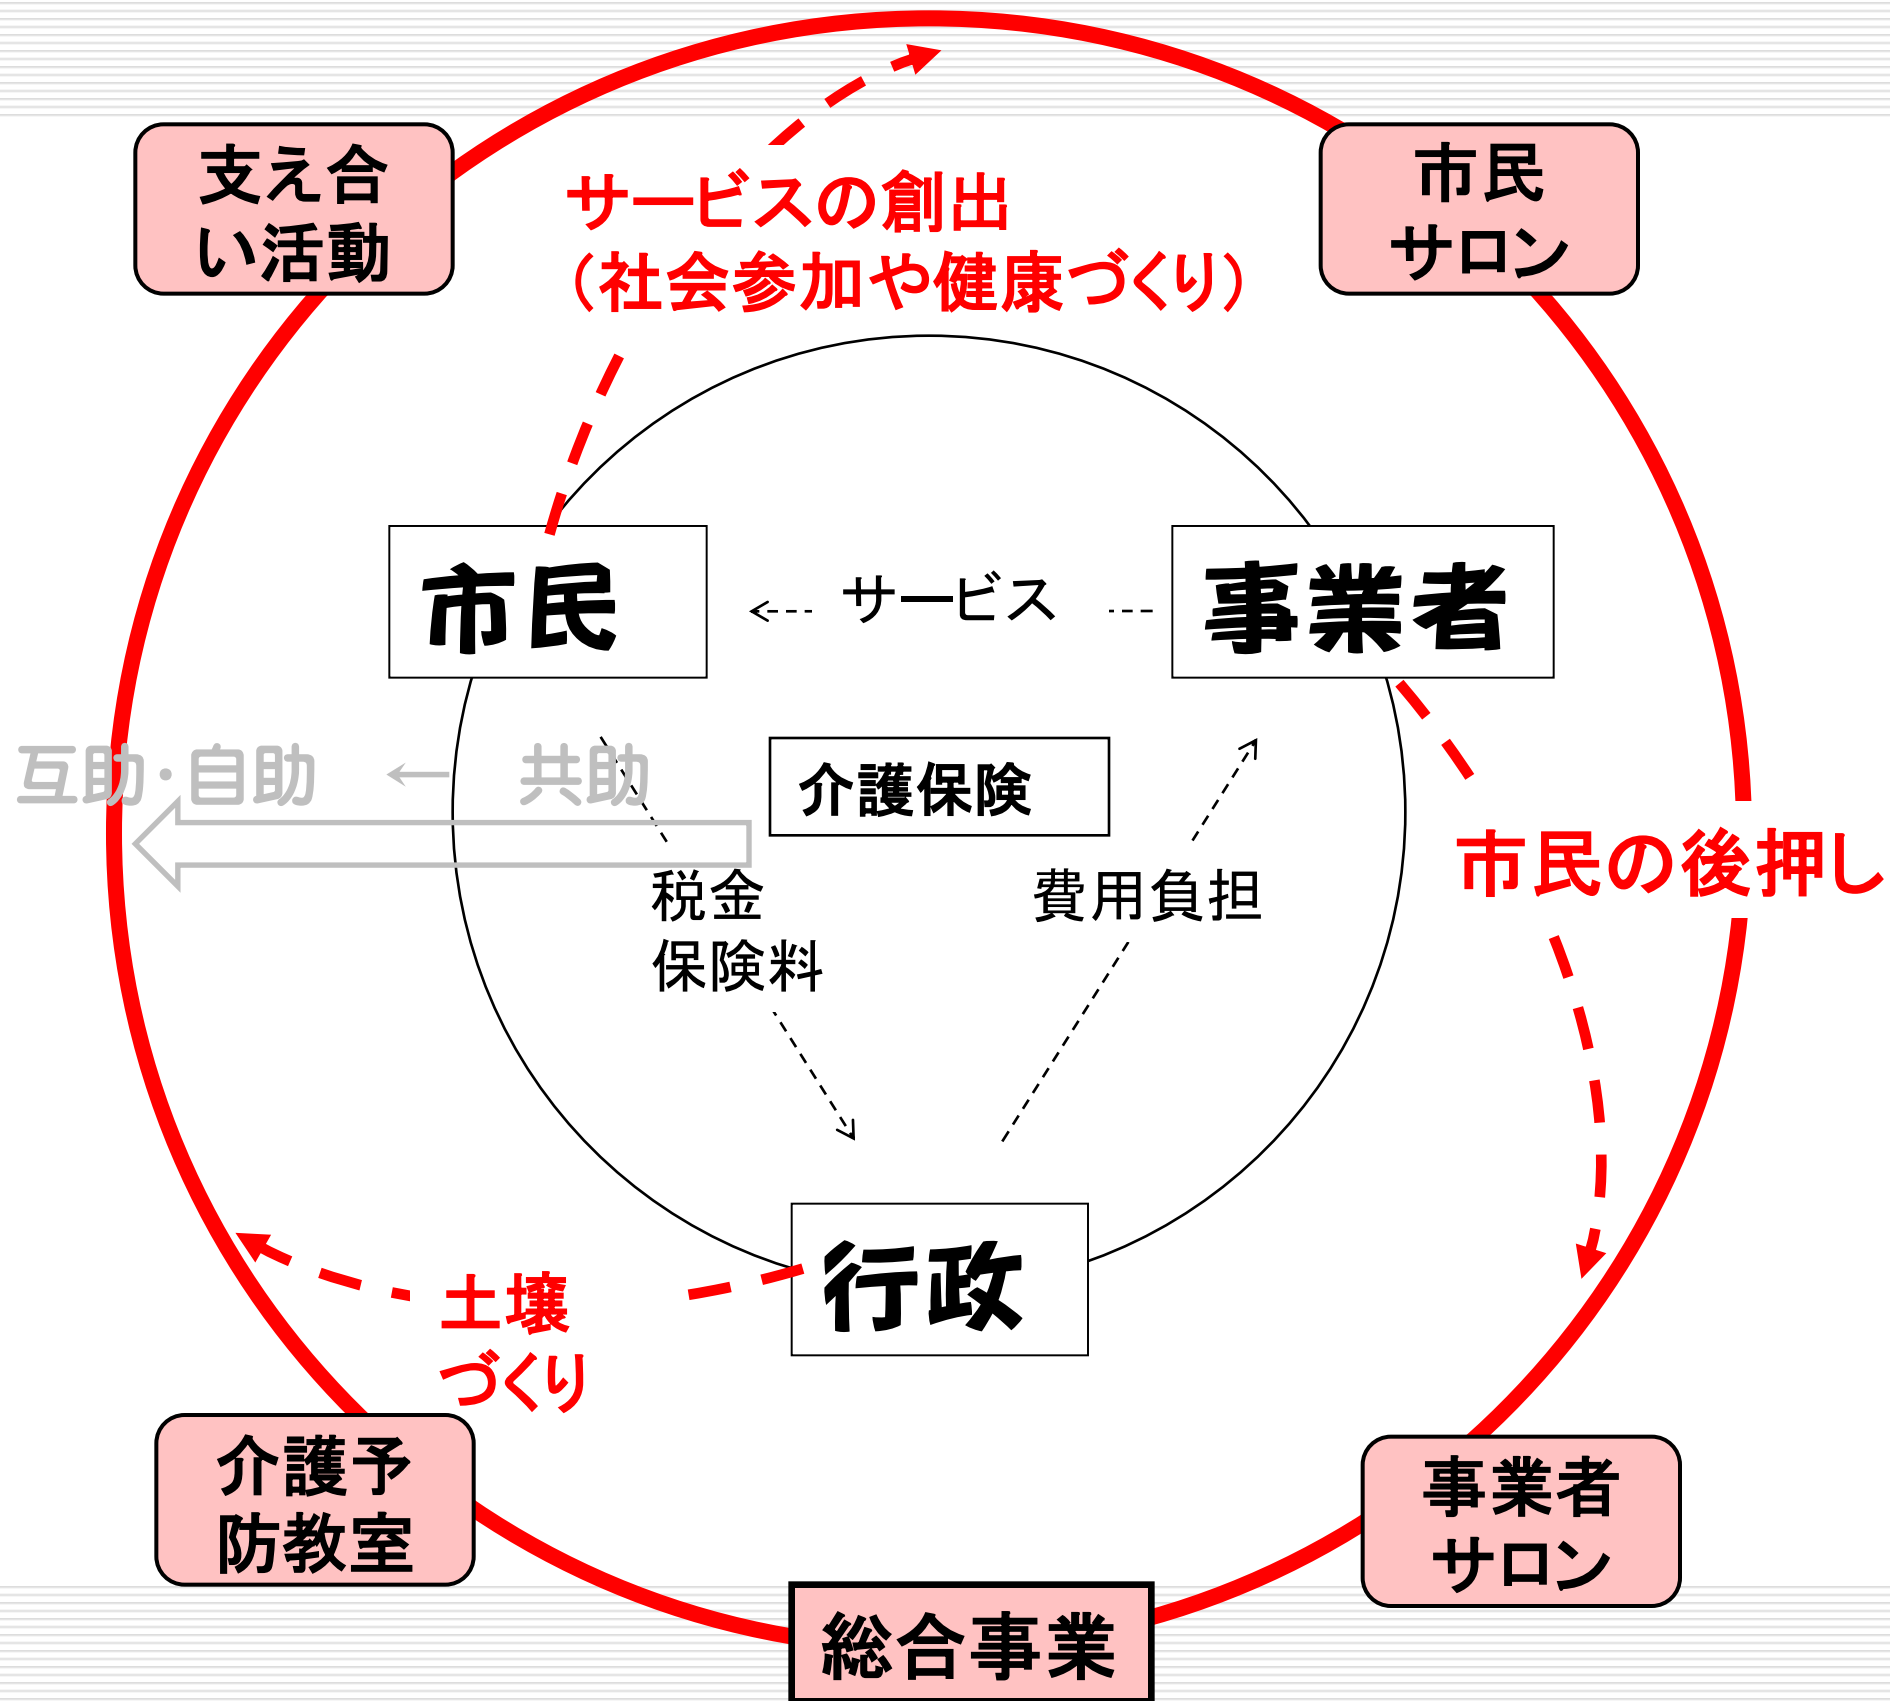 支え合
い活動
市民
サロン
サービスの創出
（社会参加や健康づくり）
市民
サービス
事業者
互助・自助
共助
介護保険
市民の後押し
税金
保険料
費用負担
行政
土壌
づくり
介護予
防教室
事業者
サロン
総合事業